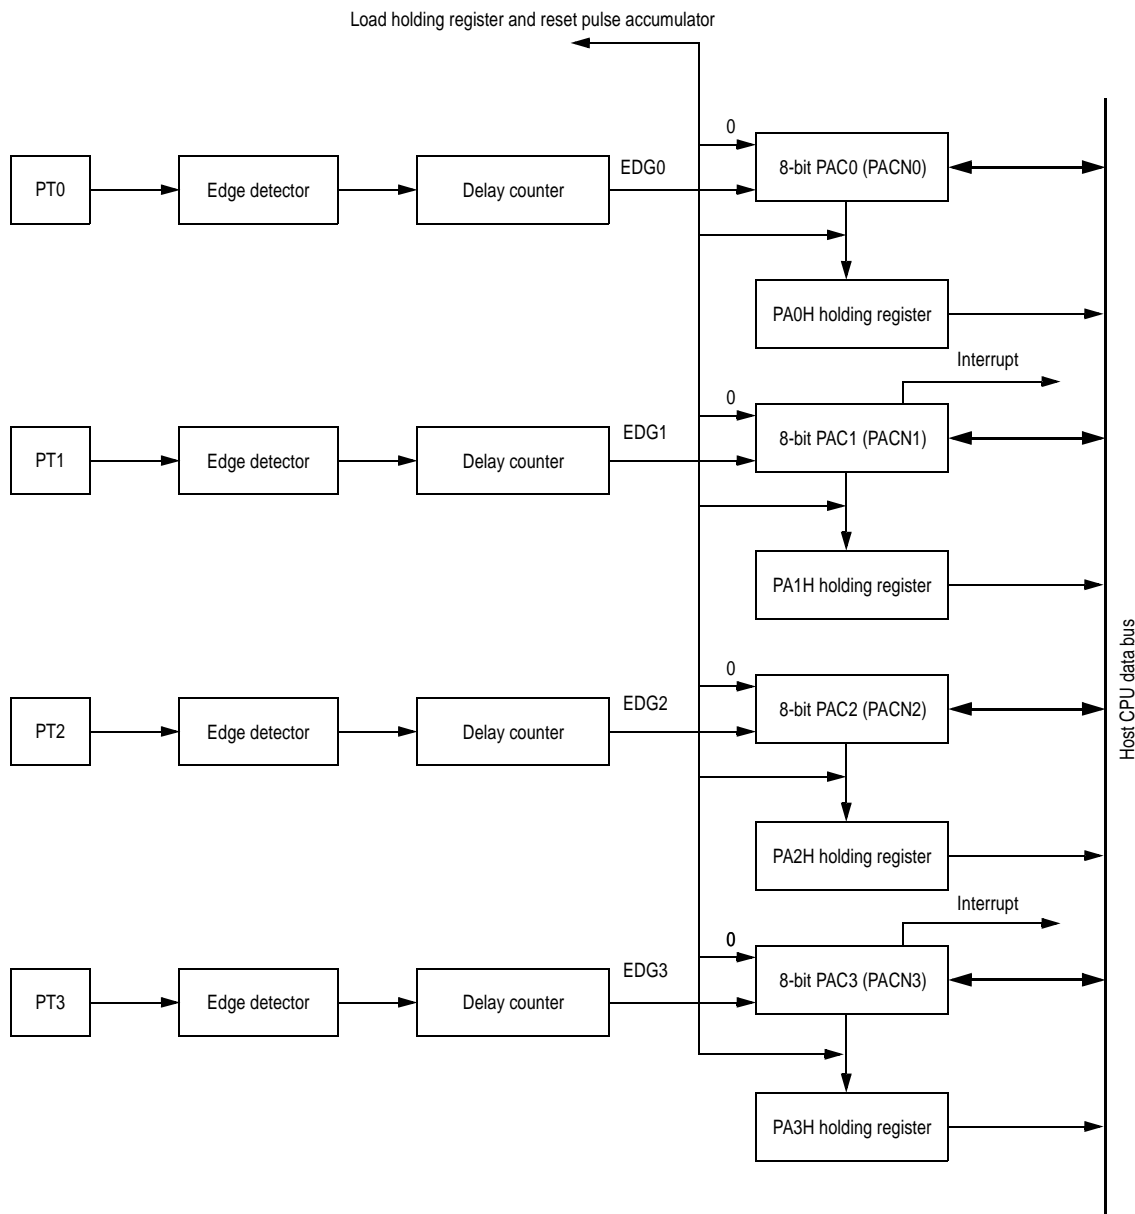 Load holding register and reset pulse accumulator
0
EDG0
PT0
Edge detector
Delay counter
8-bit PAC0 (PACN0)
PA0H holding register
Interrupt
0
EDG1
PT1
Edge detector
Delay counter
8-bit PAC1 (PACN1)
PA1H holding register
Host CPU data bus
0
EDG2
PT2
Edge detector
Delay counter
8-bit PAC2 (PACN2)
PA2H holding register
Interrupt
0
EDG3
PT3
Edge detector
Delay counter
8-bit PAC3 (PACN3)
PA3H holding register